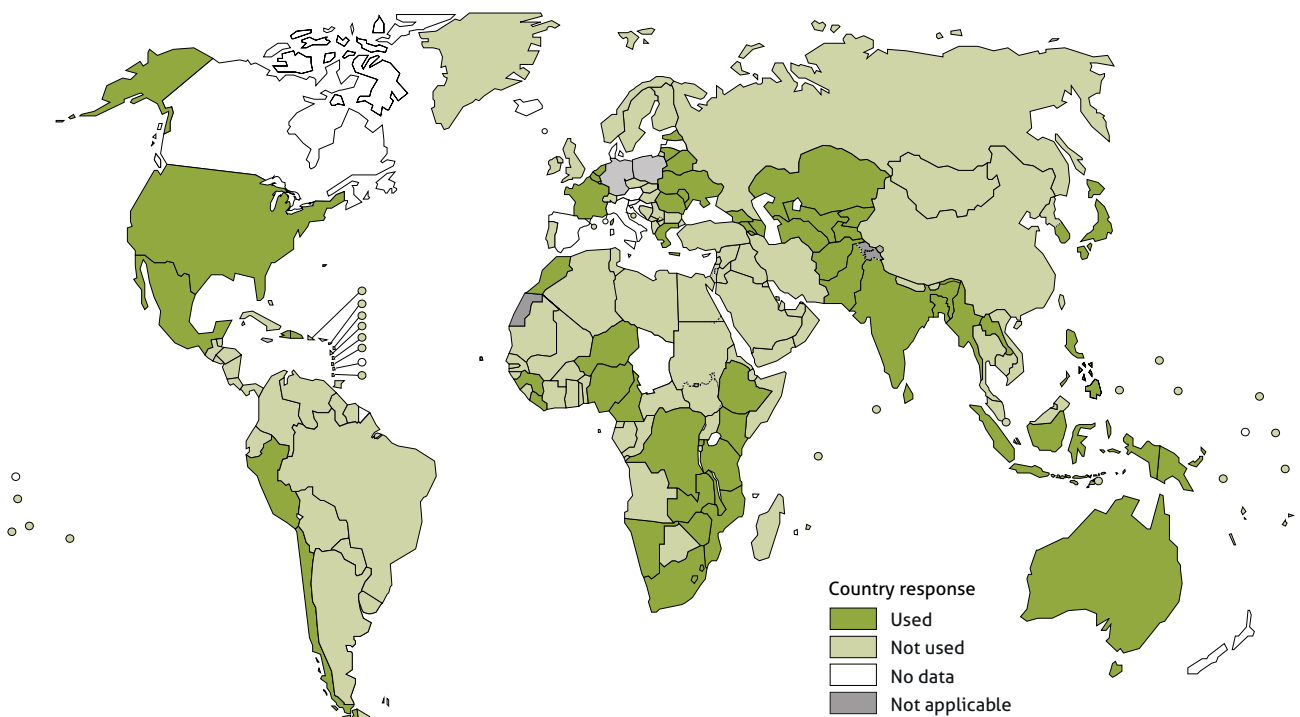 Country response
Used
Not used
No data
Not applicable